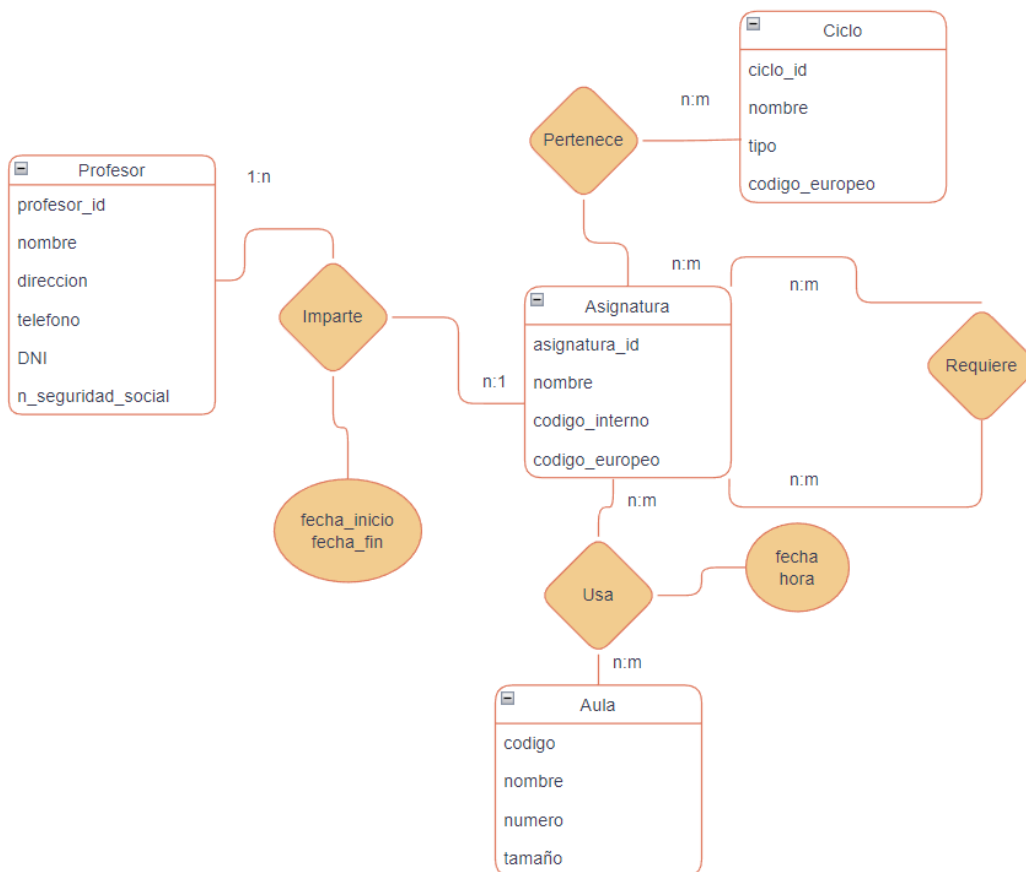 Ciclo
ciclo_id
nombre
tipo
codigo_europeo
n:m
Pertenece
Profesor
profesor_id
nombre
direccion
telefono
DNI
n_seguridad_social
1:n
Imparte
n:1
fecha_inicio
fecha_fin
n:m
Asignatura
asignatura_id
nombre
codigo_interno
codigo_europeo
n:m
Requiere
n:m
n:m
Usa
fecha
hora
n:m
Aula
codigo
nombre
numero
tamaño